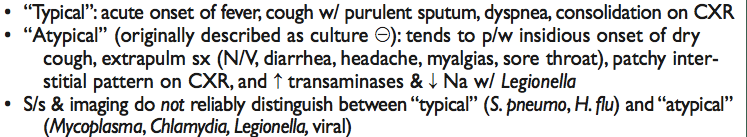 • “Typical”: acute onset of fever, cough w/ purulent sputum, dyspnea, consolidation on CXR
• “Atypical” (originally described as culture ⊖): tends to p/w insidious onset of dry
cough, extrapulm sx (N/V, diarrhea, headache, myalgias, sore throat), patchy inter-
stitial pattern on CXR, and ↑ transaminases & ↓ Na w/ Legionella
• S/s & imaging do not reliably distinguish between “typical” (S. pneumo, H. flu) and “atypical”
(Mycoplasma, Chlamydia, Legionella, viral)